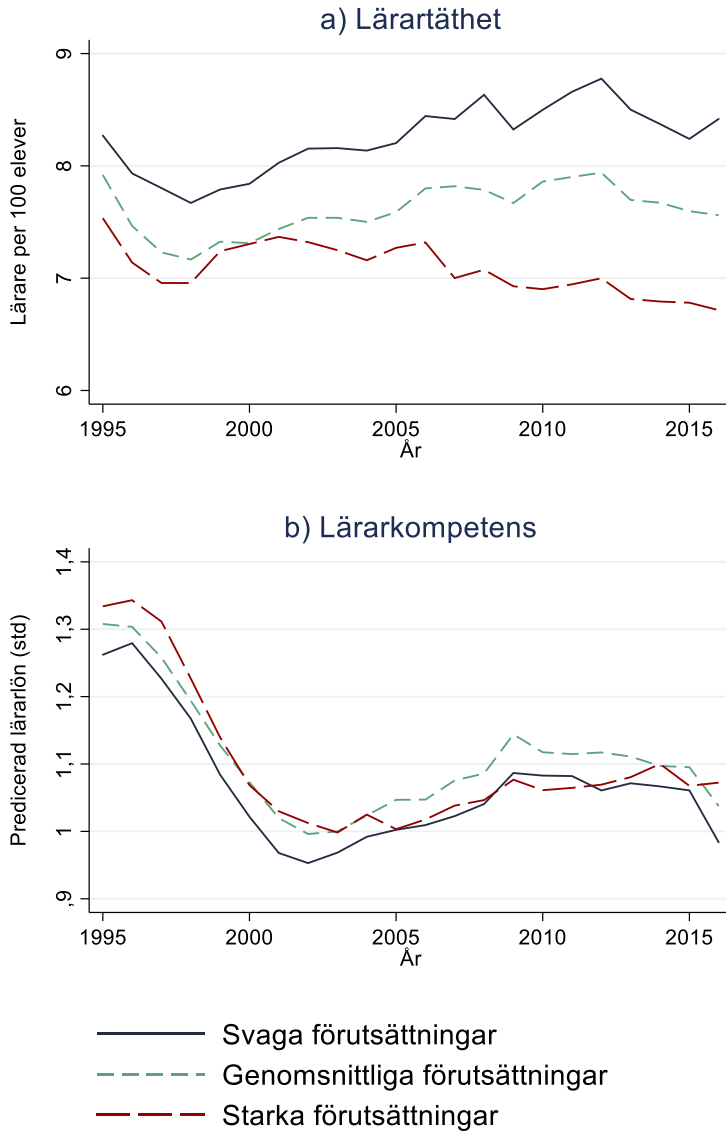 a) Lärartäthet
Lärare per 100 elever
9
8
7
6
1995 2000 2005 2010 2015
År
b) Lärarkompetens
Predicerad lärarlön (std)
1,4
1,3
1,2
1,1
1
,9
1995 2000 2005 2010 2015
År
Svaga förutsättningar
Genomsnittliga förutsättningar
Starka förutsättningar